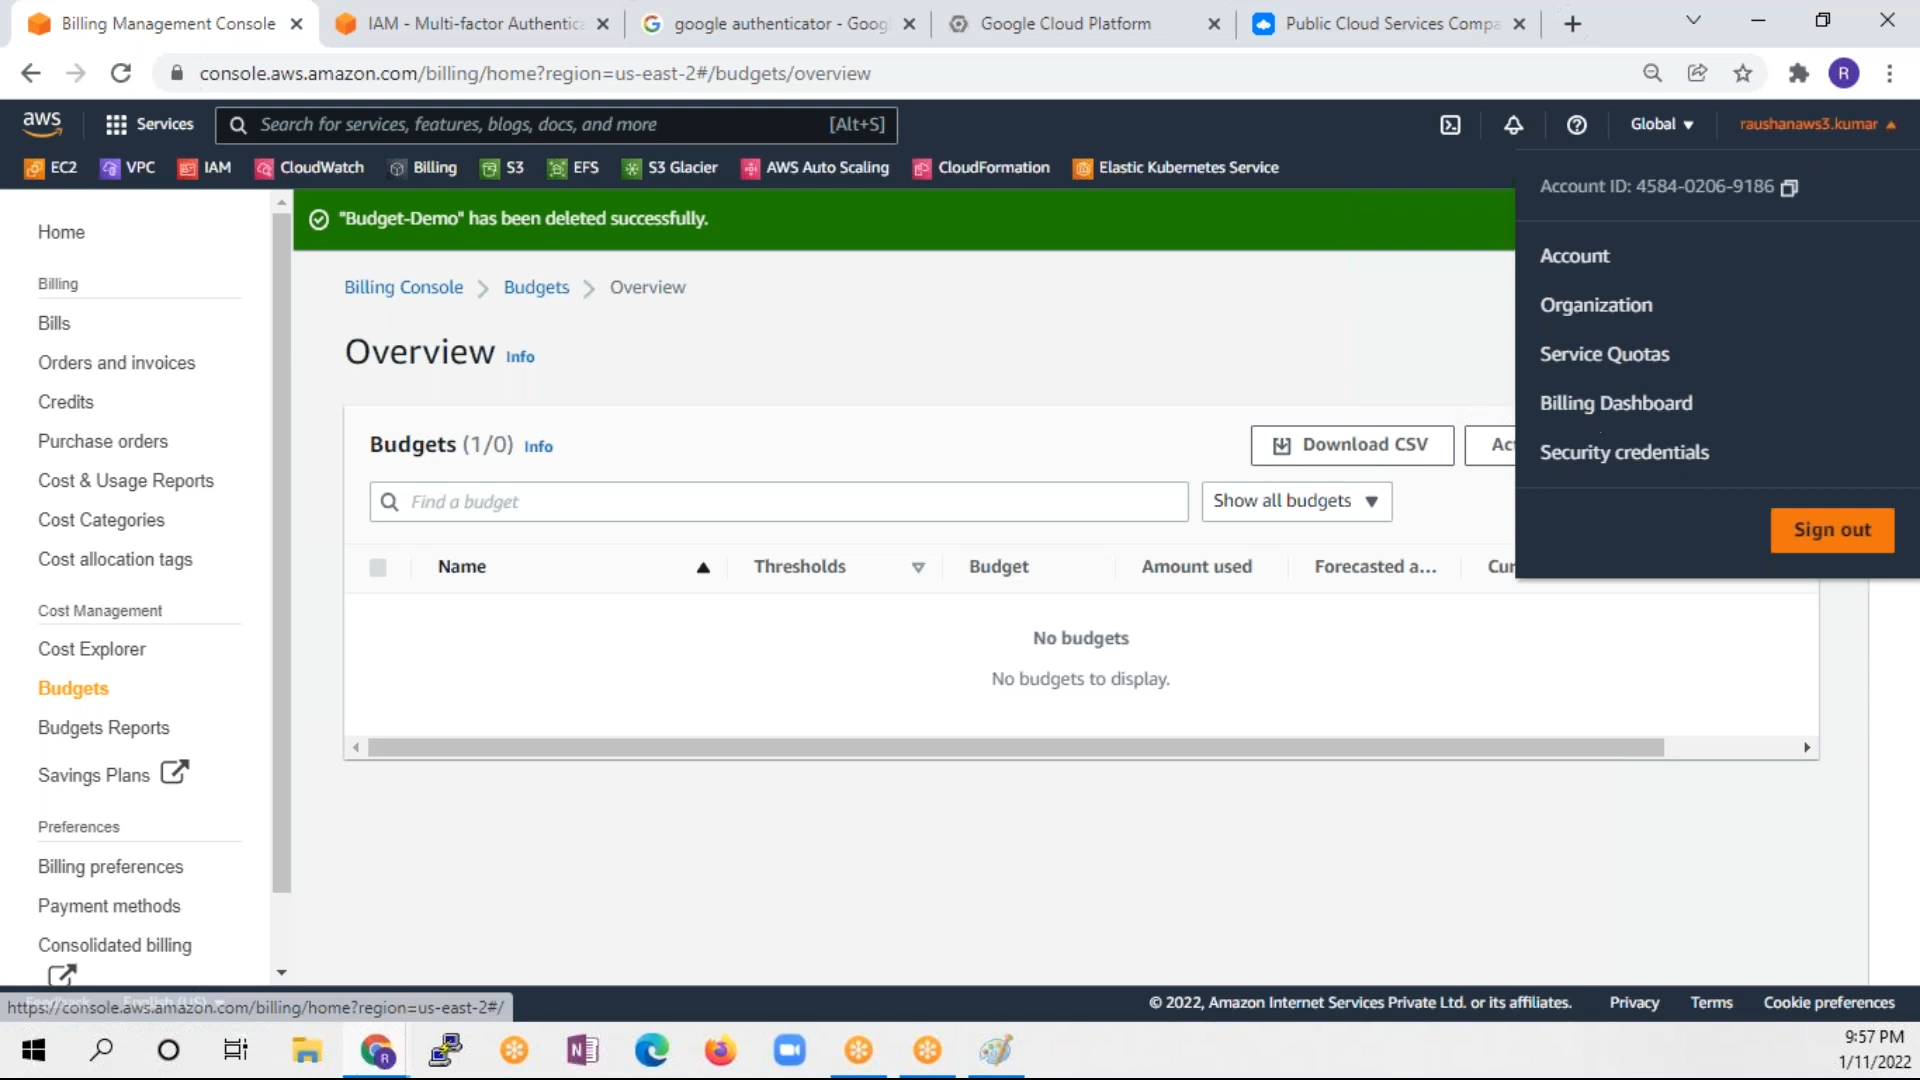 Billing Management Console
IAM - Multi-factor Authentica
google authenticator - Goog
Google Cloud Platform
Public Cloud Services Compa
console.aws.amazon.com/billing/home?region=us-east-2#/budgets/overview
R
aws
Services
Search for services, features, blogs, docs, and more
[Alt+S]
Global
raushanaws3.kumar
EC2
VPC
IAM
CloudWatch
Billing
S3
EFS
S3 Glacier
AWS Auto Scaling
CloudFormation
Elastic Kubernetes Service
Account ID: 4584-0206-9186
Account
Organization
Service Quotas
Billing Dashboard
Security credentials
Sign out
Home
Billing
Bills
Orders and invoices
Credits
Purchase orders
Cost & Usage Reports
Cost Categories
Cost allocation tags
Cost Management
Cost Explorer
Budgets
Budgets Reports
Savings Plans
Preferences
Billing preferences
Payment methods
Consolidated billing
"Budget-Demo" has been deleted successfully.
Billing Console
Budgets
Overview
Overview Info
Budgets (1/0) Info
Download CSV
Act
Find a budget
Show all budgets
Name
Thresholds
Budget
Amount used
Forecasted a...
Cur
No budgets
No budgets to display.
https://console.aws.amazon.com/billing/home?region=us-east-2#/
© 2022, Amazon Internet Services Private Ltd. or its affiliates.
Privacy
Terms
Cookie preferences
R
N
9:57 PM
1/11/2022